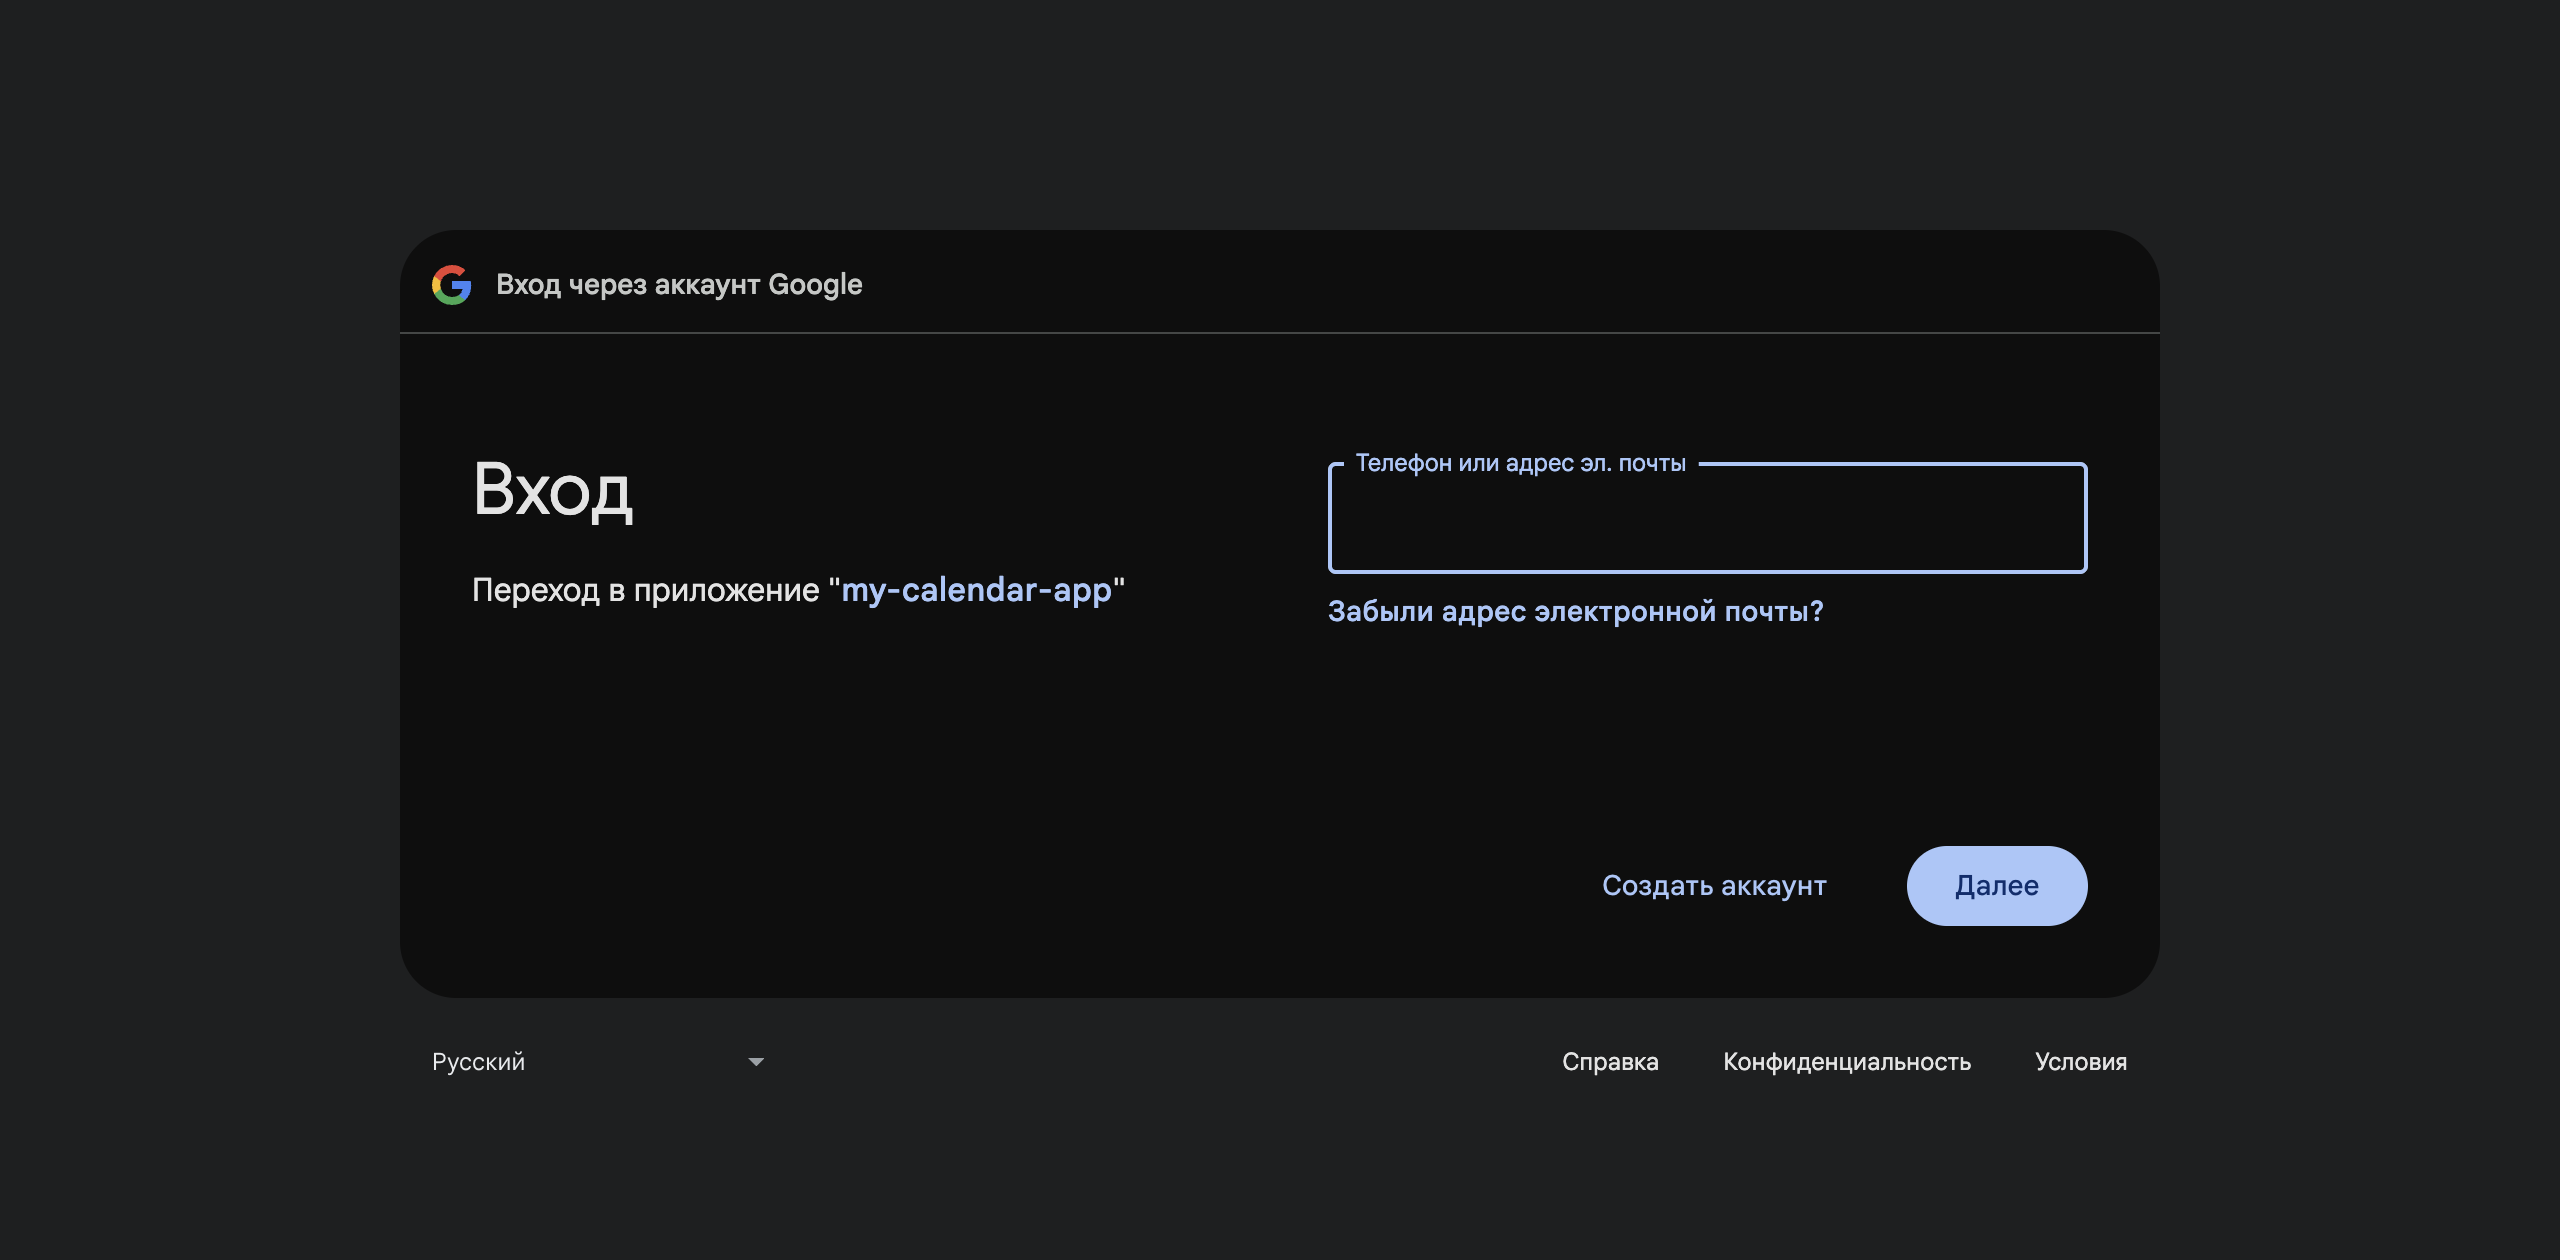 Вход через аккаунт Google
Вход
Переход в приложение "my-calendar-app"
Телефон или адрес эл. почты
Забыли адрес электронной почты?
Создать аккаунт
Далее
Русский
Справка
Конфиденциальность
Условия